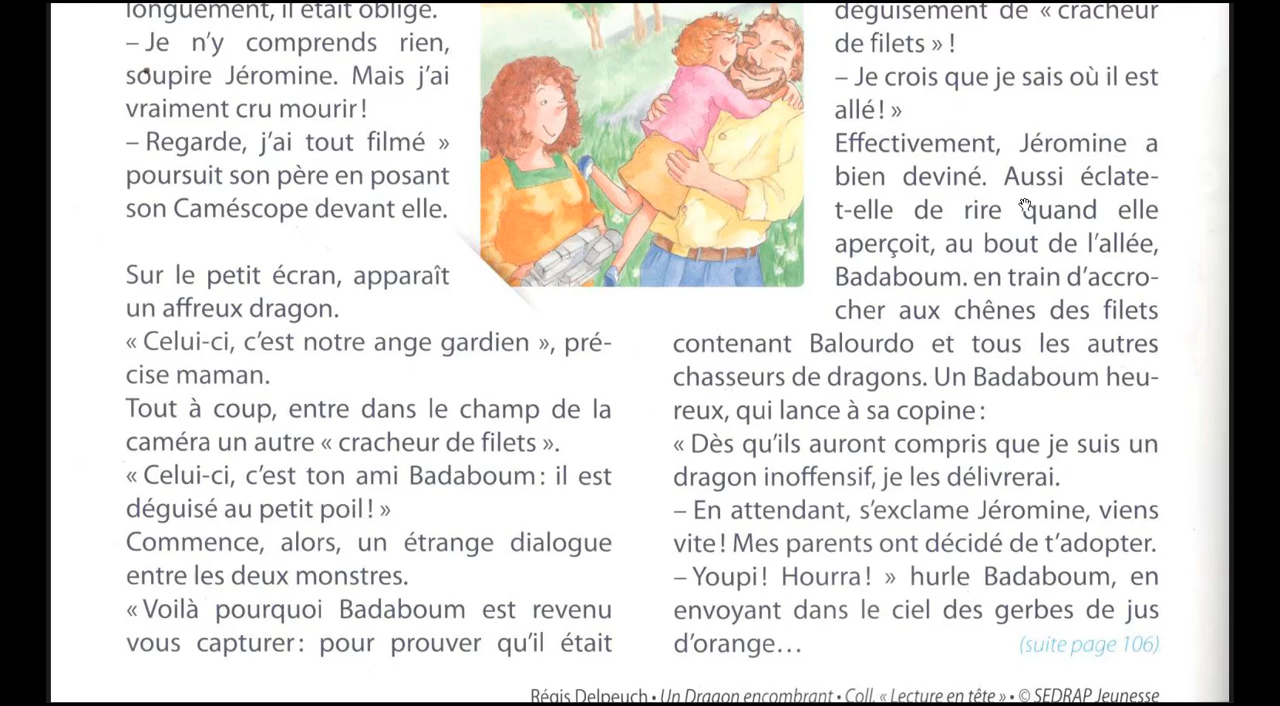 longuement, il était obligé.
– Je n'y comprends rien,
soupire Jéromine. Mais j'ai
vraiment cru mourir !
– Regarde, j'ai tout filmé »
poursuit son père en posant
son Caméscope devant elle.
Sur le petit écran, apparaît
un affreux dragon.
« Celui-ci, c'est notre ange gardien », pré-
cise maman.
Tout à coup, entre dans le champ de la
caméra un autre « cracheur de filets ».
« Celui-ci, c'est ton ami Badaboum : il est
déguisé au petit poil ! »
Commence, alors, un étrange dialogue
entre les deux monstres.
« Voilà pourquoi Badaboum est revenu
vous capturer : pour prouver qu'il était
déguisement de « cracheur
de filets » !
– Je crois que je sais où il est
allé ! »
Effectivement, Jéromine a
bien deviné. Aussi éclate-
t-elle de rire quand elle
aperçoit, au bout de l'allée,
Badaboum. en train d'accro-
cher aux chênes des filets
contenant Balourdo et tous les autres
chasseurs de dragons. Un Badaboum heu-
reux, qui lance à sa copine :
« Dès qu'ils auront compris que je suis un
dragon inoffensif, je les délivrerai.
– En attendant, s'exclame Jéromine, viens
vite ! Mes parents ont décidé de t'adopter.
– Youpi ! Hourra ! » hurle Badaboum, en
envoyant dans le ciel des gerbes de jus
d'orange…
(suite page 106)
Régis Delpeuch • Un Dragon encombrant • Coll. « Lecture en tête » • © SEDRAP Jeunesse